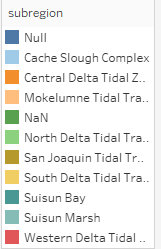 subregion
Null
Cache Slough Complex
Central Delta Tidal Z..
Mokelumne Tidal Tra..
NaN
North Delta Tidal Tra..
San Joaquin Tidal Tr..
South Delta Tidal Tra..
Suisun Bay
Suisun Marsh
Western Delta Tidal ..